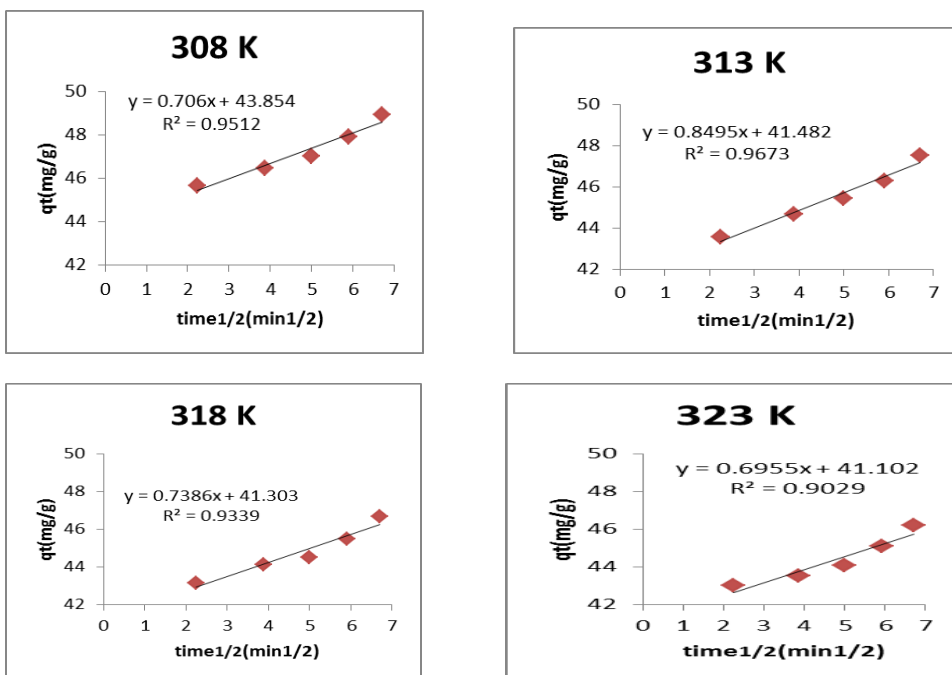 308 K
y = 0.706x + 43.854
R² = 0.9512
qt(mg/g)
50
48
46
44
42
0 1 2 3 4 5 6 7
time1/2(min1/2)
313 K
y = 0.8495x + 41.482
R² = 0.9673
qt(mg/g)
50
48
46
44
42
0 1 2 3 4 5 6 7
time1/2(min1/2)
318 K
y = 0.7386x + 41.303
R² = 0.9339
qt(mg/g)
50
48
46
44
42
0 1 2 3 4 5 6 7
time1/2(min1/2)
323 K
y = 0.6955x + 41.102
R² = 0.9029
qt(mg/g)
50
48
46
44
42
0 1 2 3 4 5 6 7
time1/2(min1/2)